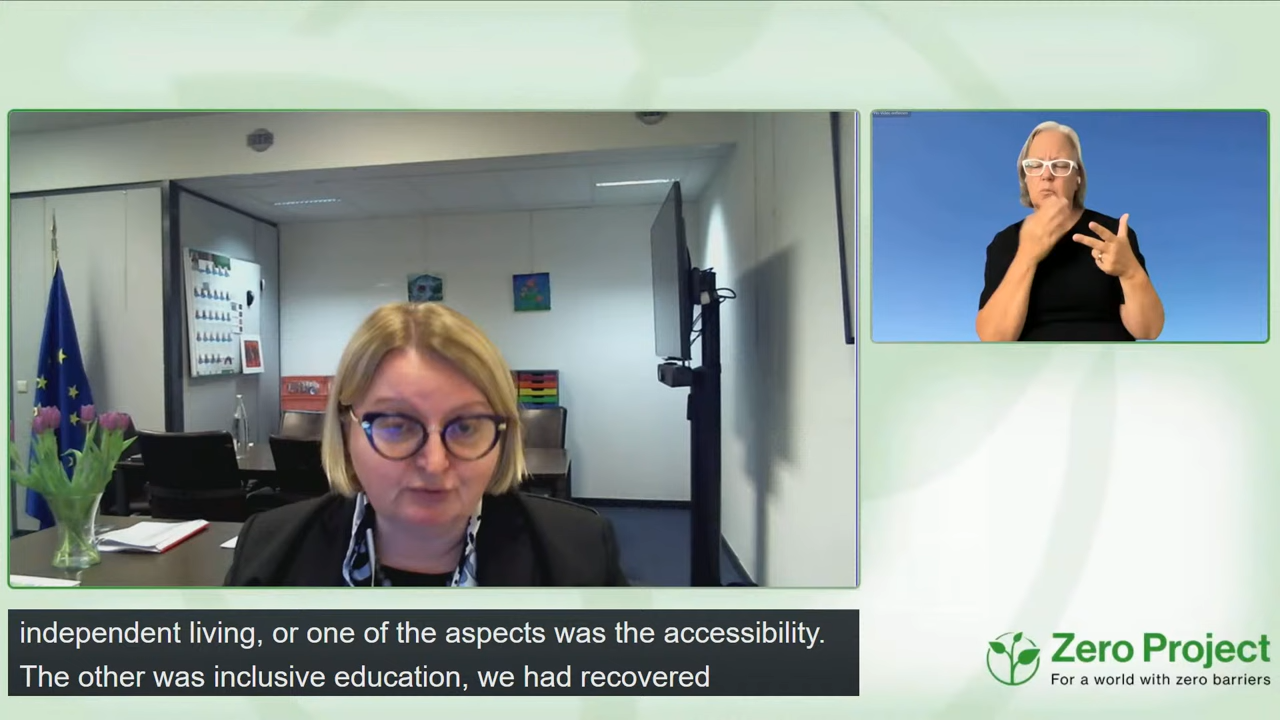 independent living, or one of the aspects was the accessibility.
The other was inclusive education, we had recovered
Zero Project
For a world with zero barriers